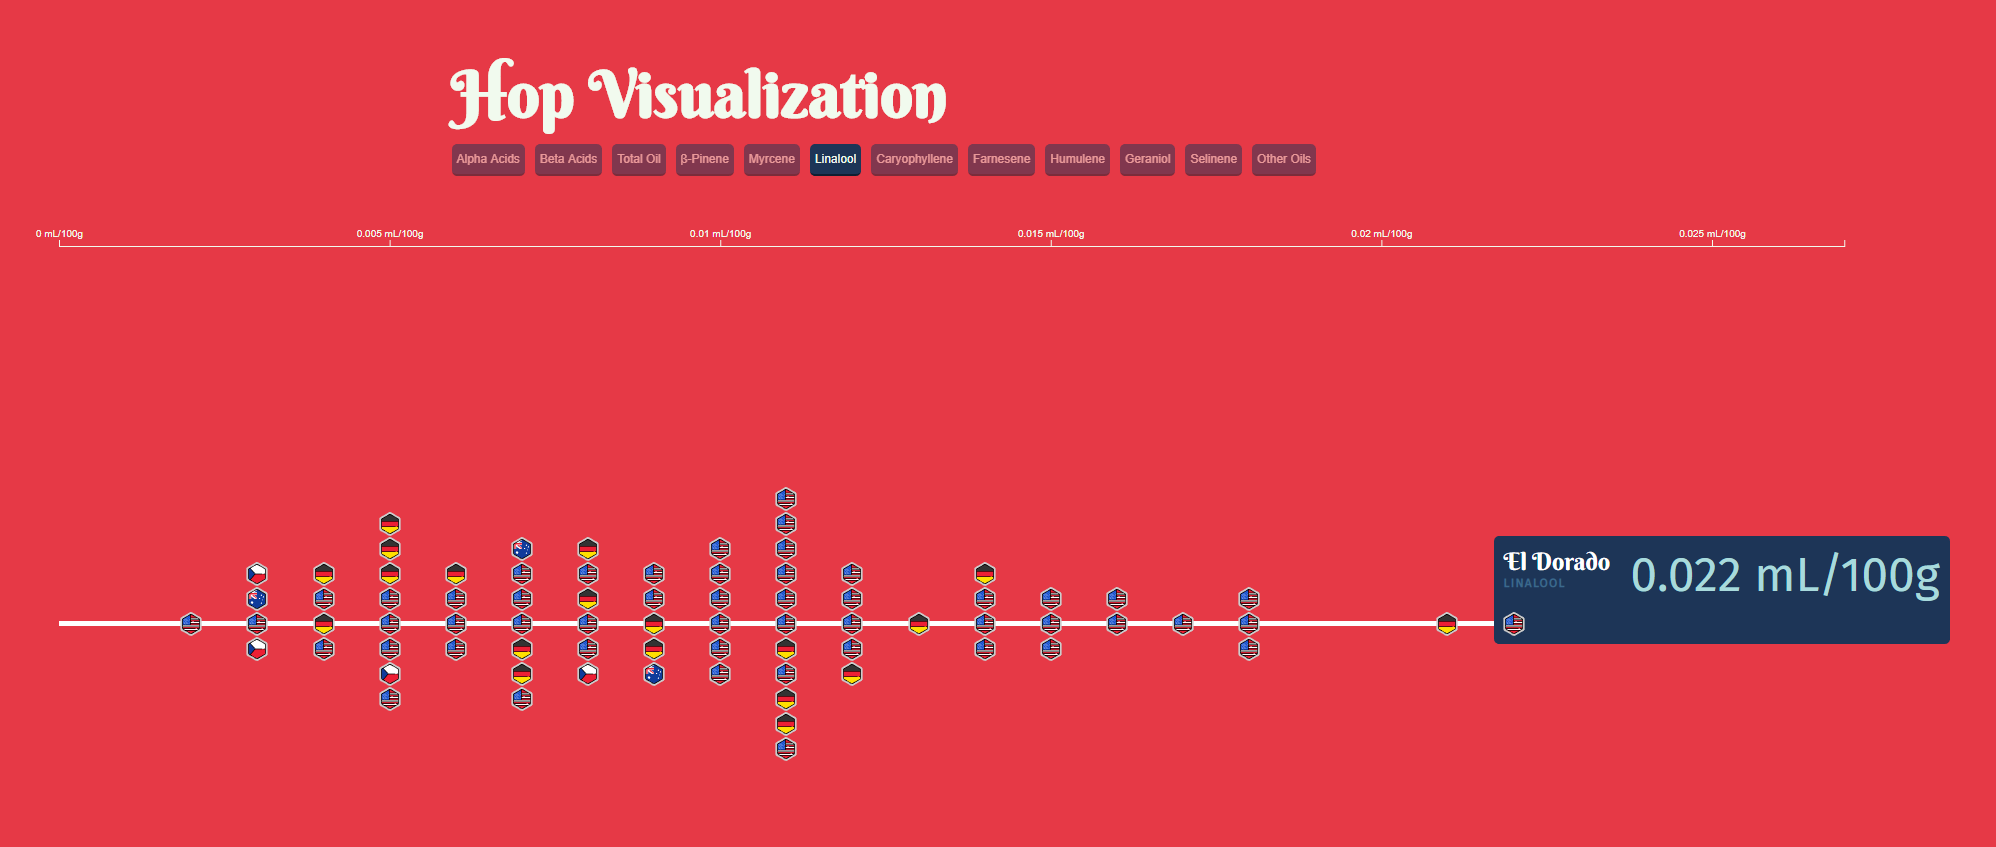 Hop Visualization
Alpha Acids Beta Acids Total Oil β-Pinene Myrcene Linalool Caryophyllene Farnesene Humulene Geraniol Selinene Other Oils
0 mL/100g 0.005 mL/100g 0.01 mL/100g 0.015 mL/100g 0.02 mL/100g 0.025 mL/100g
El Dorado 0.022 mL/100g
LINALOOL